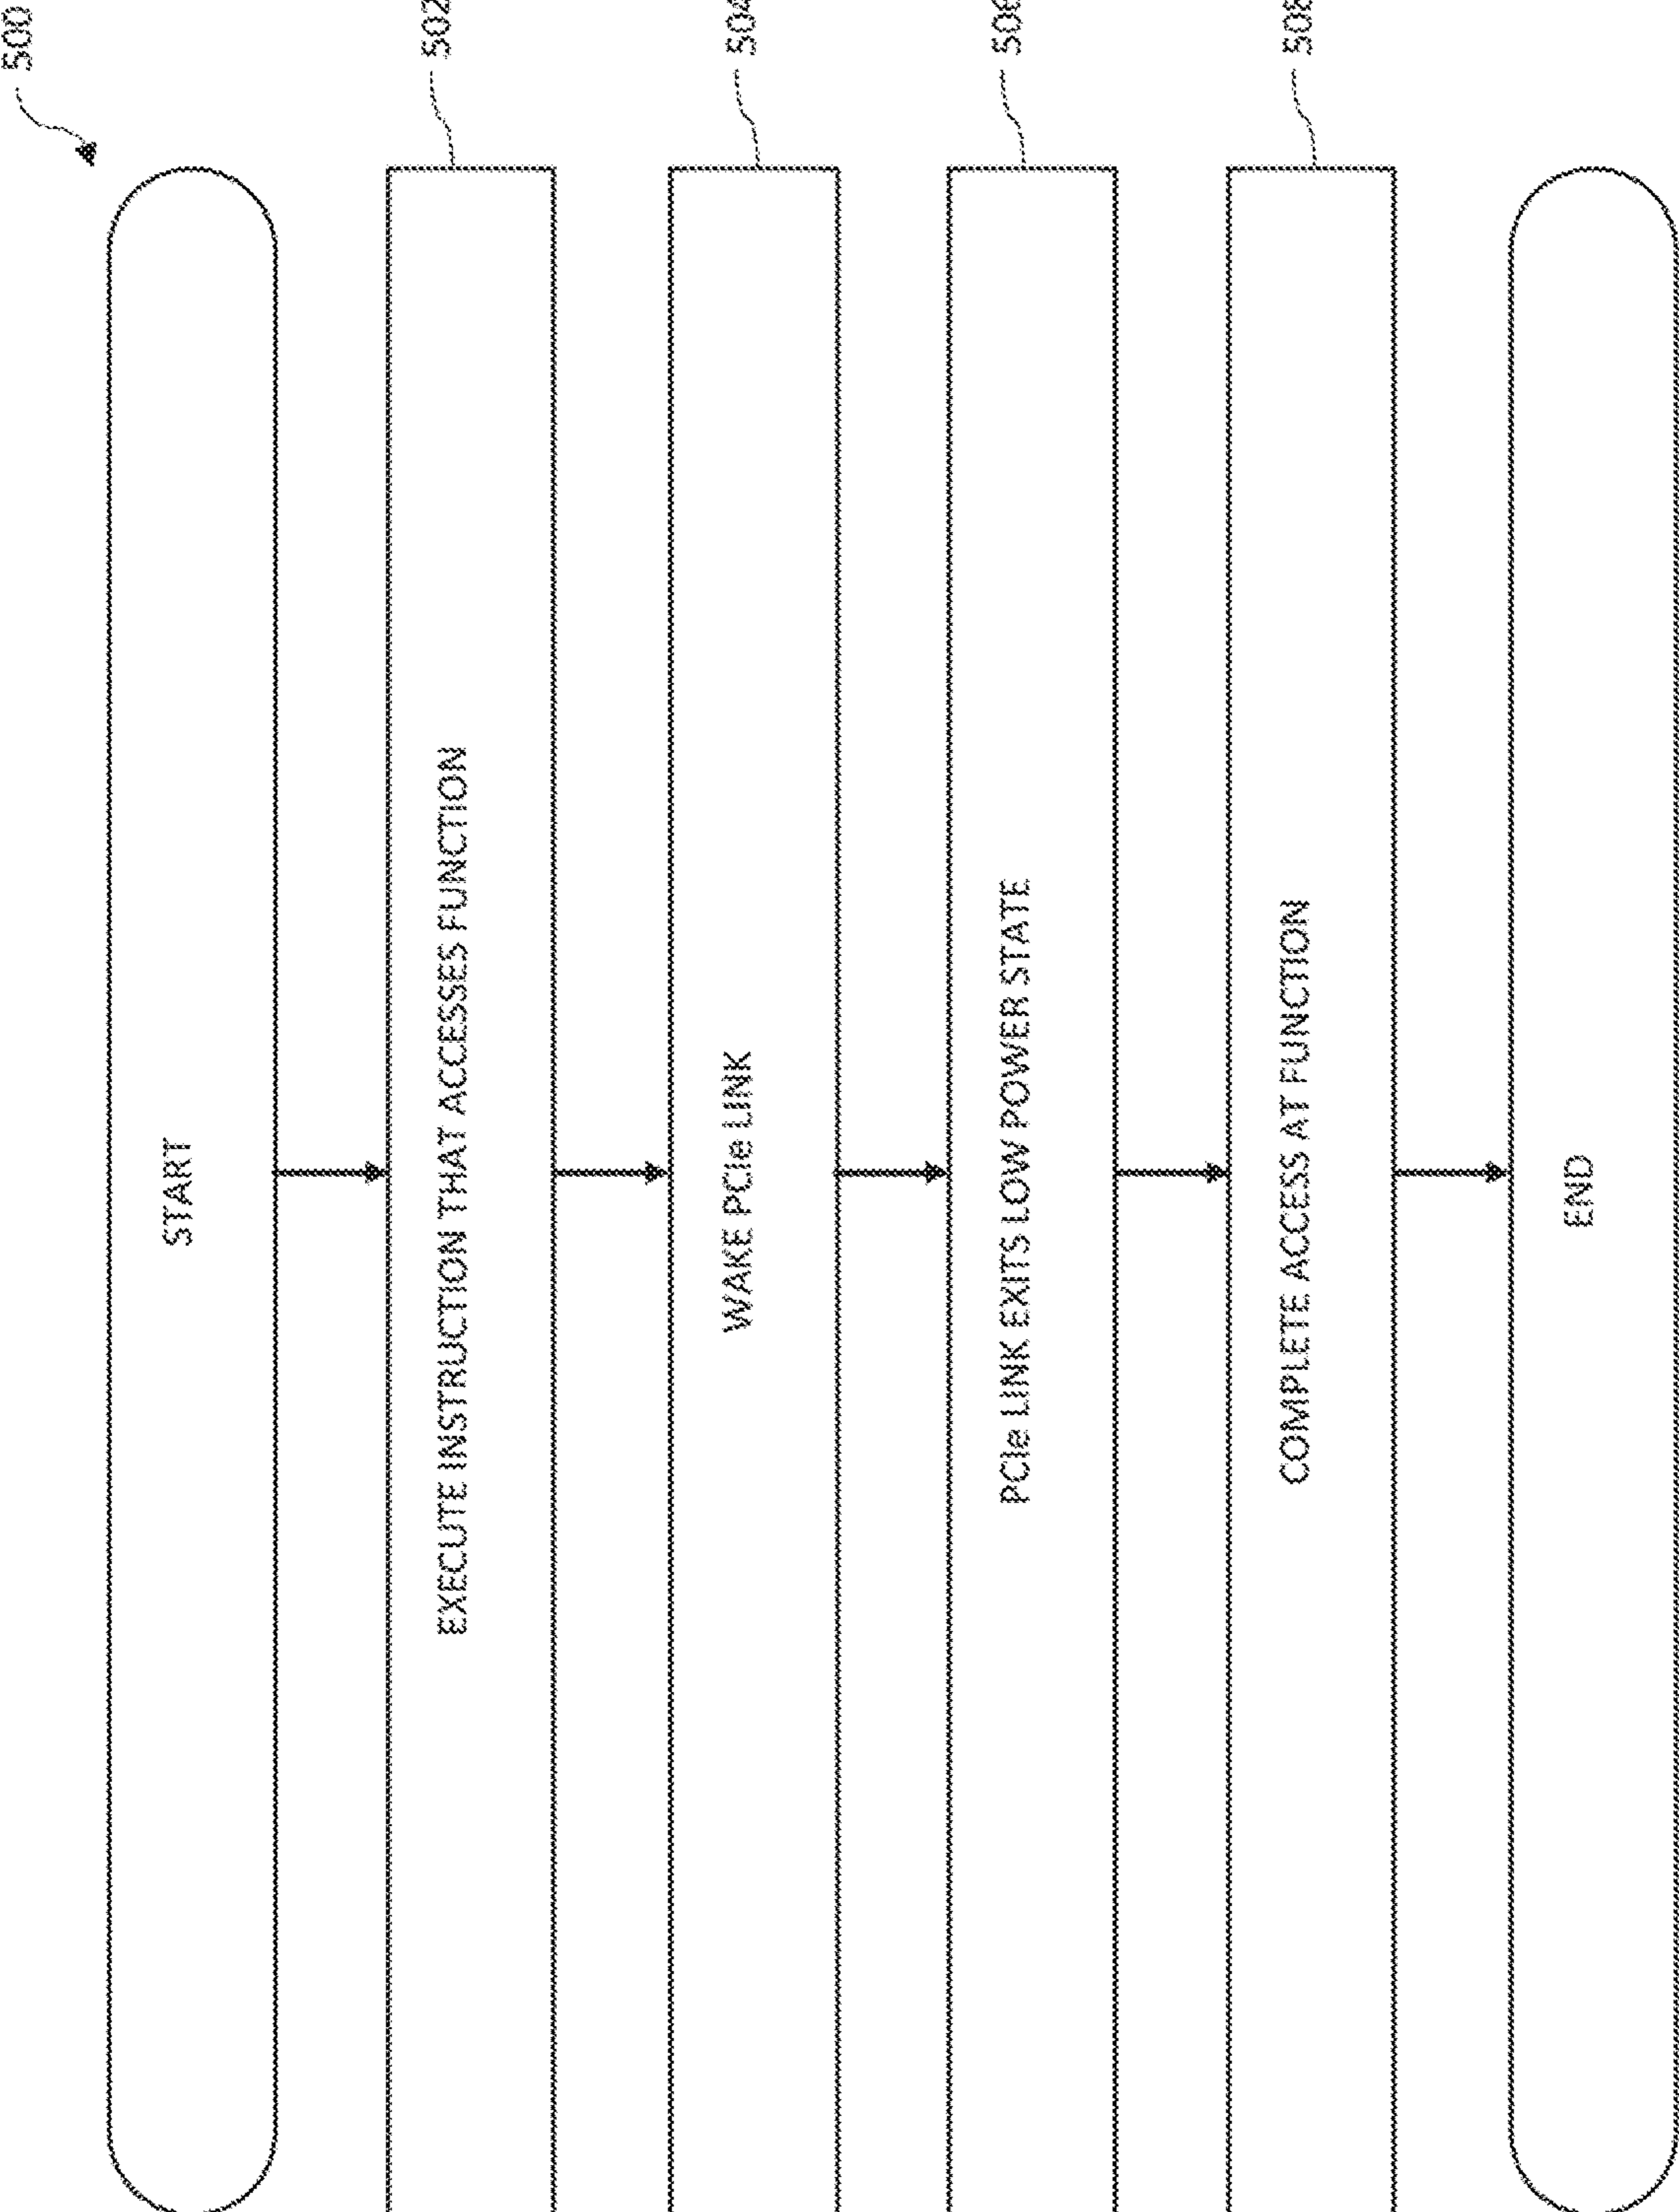 500
START
EXECUTE INSTRUCTION THAT ACCESSES FUNCTION
502
WAKE PCIe LINK
504
PCIe LINK EXITS LOW POWER STATE
506
COMPLETE ACCESS AT FUNCTION
508
END